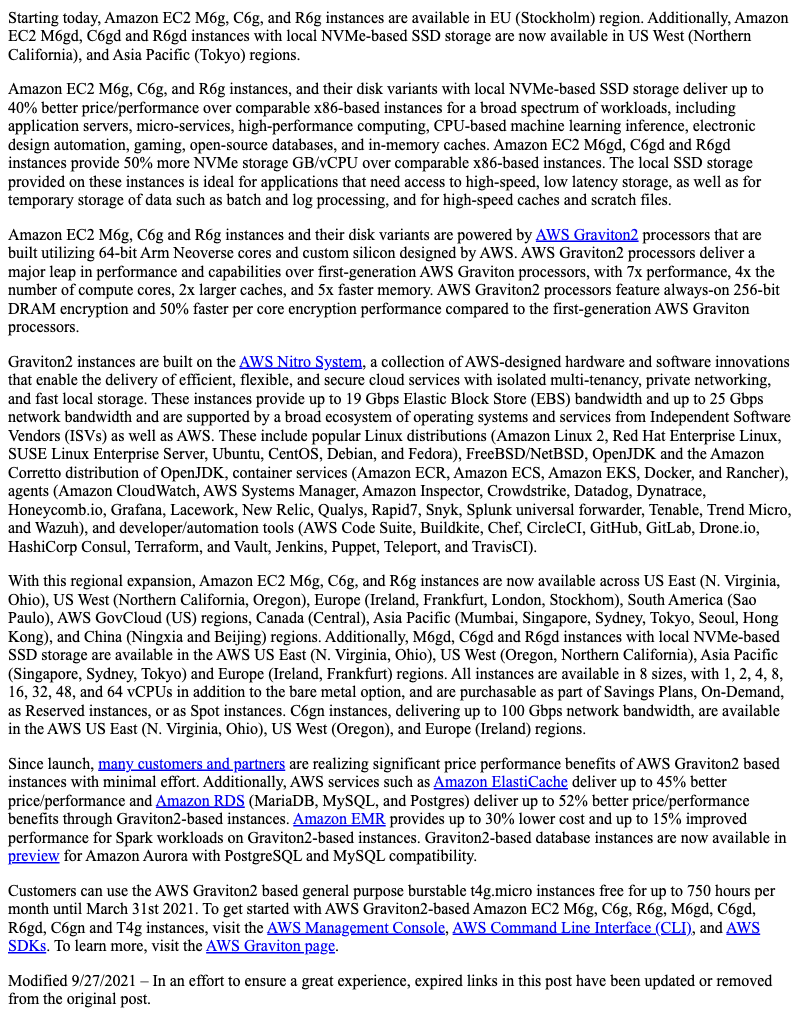 Starting today, Amazon EC2 M6g, C6g, and R6g instances are available in EU (Stockholm) region. Additionally, Amazon
EC2 M6gd, C6gd and R6gd instances with local NVMe-based SSD storage are now available in US West (Northern
California), and Asia Pacific (Tokyo) regions.
Amazon EC2 M6g, C6g, and R6g instances, and their disk variants with local NVMe-based SSD storage deliver up to
40% better price/performance over comparable x86-based instances for a broad spectrum of workloads, including
application servers, micro-services, high-performance computing, CPU-based machine learning inference, electronic
design automation, gaming, open-source databases, and in-memory caches. Amazon EC2 M6gd, C6gd and R6gd
instances provide 50% more NVMe storage GB/vCPU over comparable x86-based instances. The local SSD storage
provided on these instances is ideal for applications that need access to high-speed, low latency storage, as well as for
temporary storage of data such as batch and log processing, and for high-speed caches and scratch files.
Amazon EC2 M6g, C6g and R6g instances and their disk variants are powered by AWS Graviton2 processors that are
built utilizing 64-bit Arm Neoverse cores and custom silicon designed by AWS. AWS Graviton2 processors deliver a
major leap in performance and capabilities over first-generation AWS Graviton processors, with 7x performance, 4x the
number of compute cores, 2x larger caches, and 5x faster memory. AWS Graviton2 processors feature always-on 256-bit
DRAM encryption and 50% faster per core encryption performance compared to the first-generation AWS Graviton
processors.
Graviton2 instances are built on the AWS Nitro System, a collection of AWS-designed hardware and software innovations
that enable the delivery of efficient, flexible, and secure cloud services with isolated multi-tenancy, private networking,
and fast local storage. These instances provide up to 19 Gbps Elastic Block Store (EBS) bandwidth and up to 25 Gbps
network bandwidth and are supported by a broad ecosystem of operating systems and services from Independent Software
Vendors (ISVs) as well as AWS. These include popular Linux distributions (Amazon Linux 2, Red Hat Enterprise Linux,
SUSE Linux Enterprise Server, Ubuntu, CentOS, Debian, and Fedora), FreeBSD/NetBSD, OpenJDK and the Amazon
Corretto distribution of OpenJDK, container services (Amazon ECR, Amazon ECS, Amazon EKS, Docker, and Rancher),
agents (Amazon CloudWatch, AWS Systems Manager, Amazon Inspector, Crowdstrike, Datadog, Dynatrace,
Honeycomb.io, Grafana, Lacework, New Relic, Qualys, Rapid7, Snyk, Splunk universal forwarder, Tenable, Trend Micro,
and Wazuh), and developer/automation tools (AWS Code Suite, Buildkite, Chef, CircleCI, GitHub, GitLab, Drone.io,
HashiCorp Consul, Terraform, and Vault, Jenkins, Puppet, Teleport, and TravisCI).
With this regional expansion, Amazon EC2 M6g, C6g, and R6g instances are now available across US East (N. Virginia,
Ohio), US West (Northern California, Oregon), Europe (Ireland, Frankfurt, London, Stockhom), South America (Sao
Paulo), AWS GovCloud (US) regions, Canada (Central), Asia Pacific (Mumbai, Singapore, Sydney, Tokyo, Seoul, Hong
Kong), and China (Ningxia and Beijing) regions. Additionally, M6gd, C6gd and R6gd instances with local NVMe-based
SSD storage are available in the AWS US East (N. Virginia, Ohio), US West (Oregon, Northern California), Asia Pacific
(Singapore, Sydney, Tokyo) and Europe (Ireland, Frankfurt) regions. All instances are available in 8 sizes, with 1, 2, 4, 8,
16, 32, 48, and 64 vCPUs in addition to the bare metal option, and are purchasable as part of Savings Plans, On-Demand,
as Reserved instances, or as Spot instances. C6gn instances, delivering up to 100 Gbps network bandwidth, are available
in the AWS US East (N. Virginia, Ohio), US West (Oregon), and Europe (Ireland) regions.
Since launch, many customers and partners are realizing significant price performance benefits of AWS Graviton2 based
instances with minimal effort. Additionally, AWS services such as Amazon ElastiCache deliver up to 45% better
price/performance and Amazon RDS (MariaDB, MySQL, and Postgres) deliver up to 52% better price/performance
benefits through Graviton2-based instances. Amazon EMR provides up to 30% lower cost and up to 15% improved
performance for Spark workloads on Graviton2-based instances. Graviton2-based database instances are now available in
preview for Amazon Aurora with PostgreSQL and MySQL compatibility.
Customers can use the AWS Graviton2 based general purpose burstable t4g.micro instances free for up to 750 hours per
month until March 31st 2021. To get started with AWS Graviton2-based Amazon EC2 M6g, C6g, R6g, M6gd, C6gd,
R6gd, C6gn and T4g instances, visit the AWS Management Console, AWS Command Line Interface (CLI), and AWS
SDKs. To learn more, visit the AWS Graviton page.
Modified 9/27/2021 – In an effort to ensure a great experience, expired links in this post have been updated or removed
from the original post.